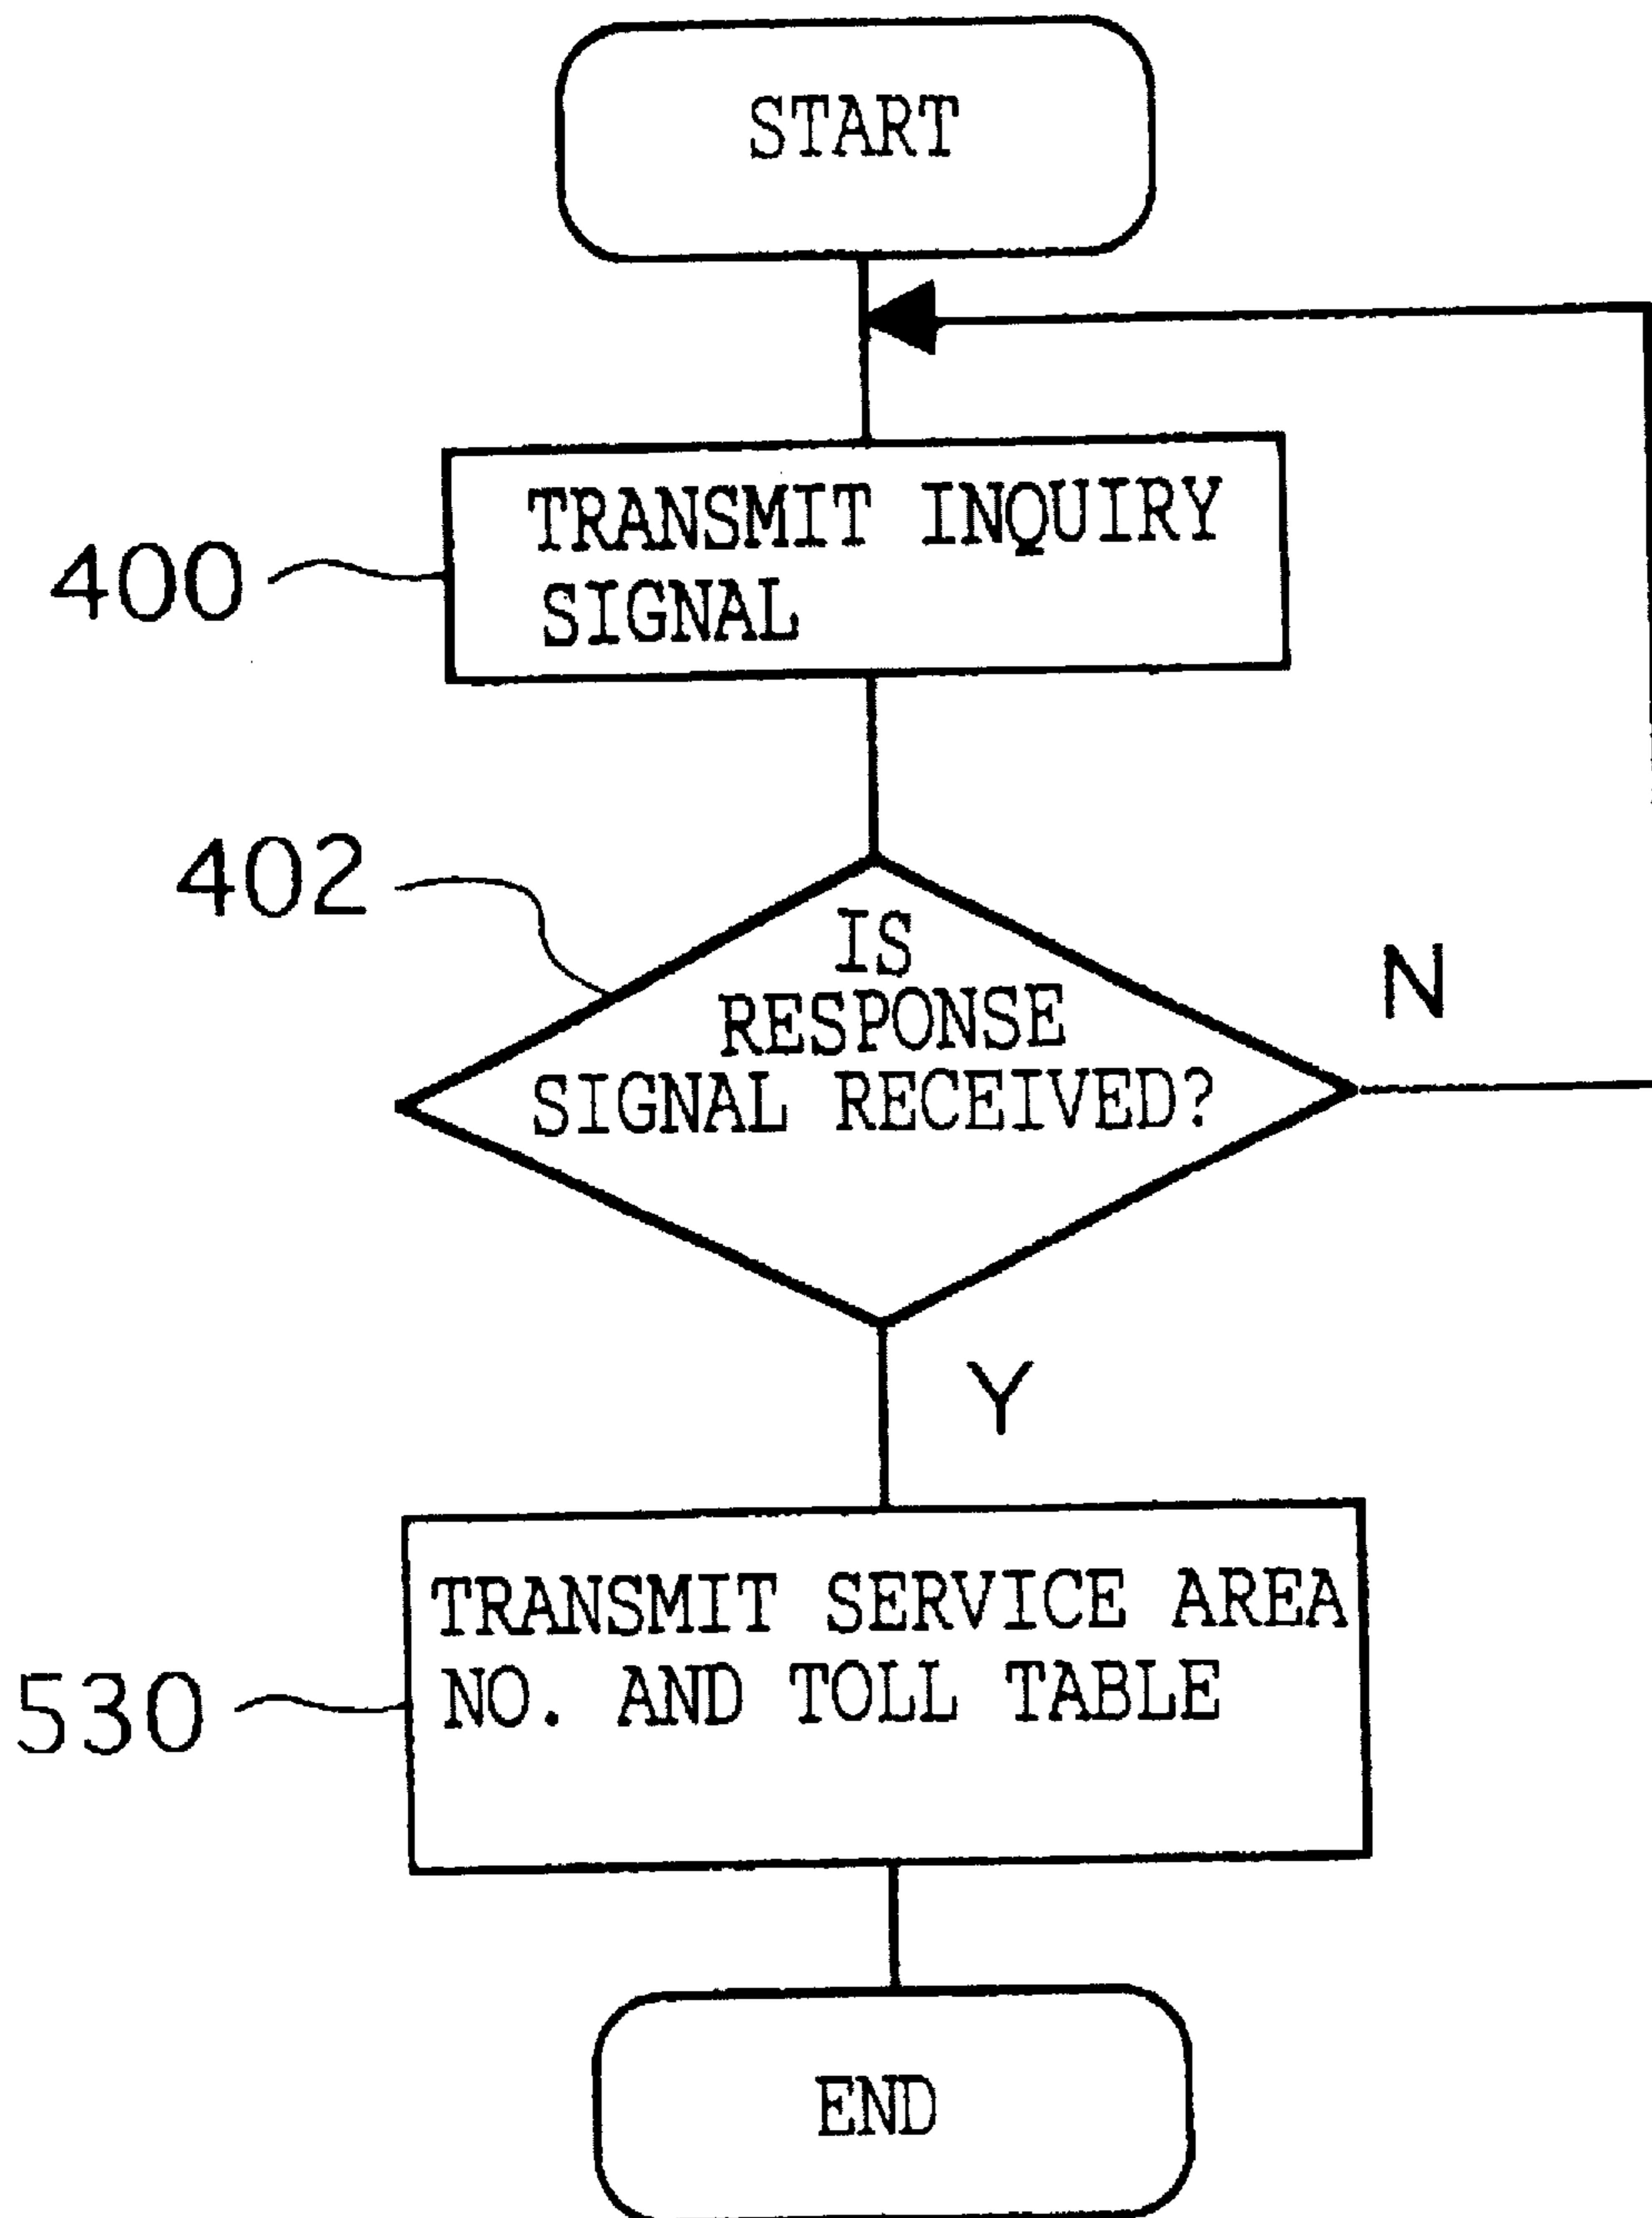 START
TRANSMIT INQUIRY
SIGNAL
400
402
IS
RESPONSE
SIGNAL RECEIVED?
N
Y
TRANSMIT SERVICE AREA
NO. AND TOLL TABLE
530
END